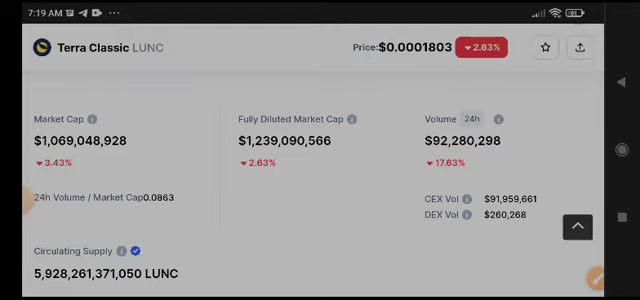 7:19 AM 61
Terra Classic LUNC Price:$0.0001803 2.63%
Market Cap Fully Diluted Market Cap Volume 24h
$1,069,048,928 $1,239,090,566 $92,280,298
3.43% 2.63% 17.63%
24h Volume / Market Cap0.0863
CEX Vol $91,959,661
DEX Vol $260,268
Circulating Supply
5,928,261,371,050 LUNC